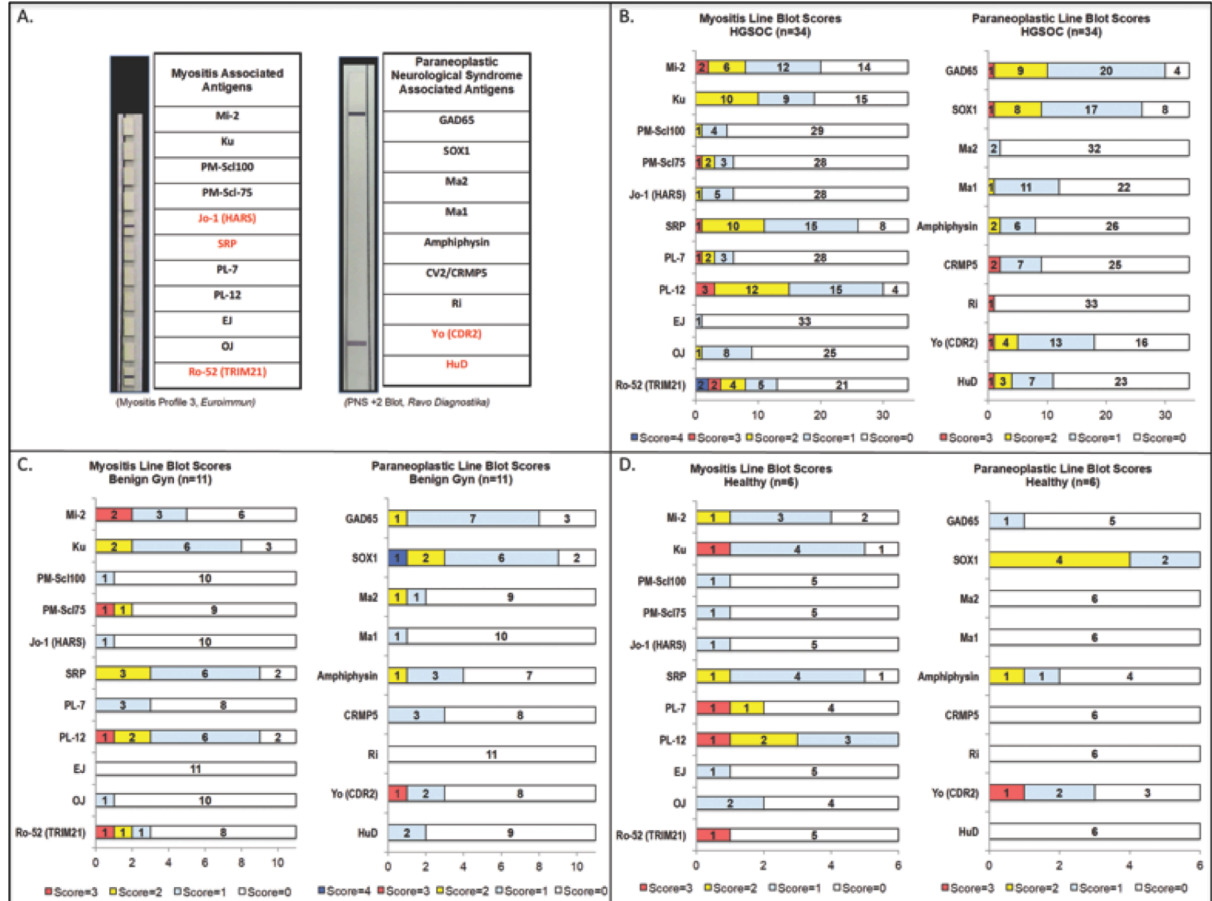 A.
Myositis Associated
Antigens
Mi-2
Ku
PM-Scl100
PM-Scl-75
Jo-1 (HARS)
SRP
PL-7
PL-12
EJ
OJ
Ro-52 (TRIM21)
(Myositis Profile 3, Euroimmun)
Paraneoplastic
Neurological Syndrome
Associated Antigens
GAD65
SOX1
Ma2
Ma1
Amphiphysin
CV2/CRMP5
Ri
Yo (CDR2)
HuD
(PNS +2 Blot, Ravo Diagnostika)
B.
Myositis Line Blot Scores
HGSOC (n=34)
Mi-2 2 6 12 14
Ku 10 9 15
PM-Scl100 1 4 29
PM-Scl75 1 2 3 28
Jo-1 (HARS) 1 5 28
SRP 1 10 15 8
PL-7 1 2 3 28
PL-12 3 12 15 4
EJ 1 33
OJ 1 8 25
Ro-52 (TRIM21) 2 2 4 5 21
0 10 20 30
Score=4 Score=3 Score=2 Score=1 Score=0
Paraneoplastic Line Blot Scores
HGSOC (n=34)
GAD65 1 9 20 4
SOX1 1 8 17 8
Ma2 2 32
Ma1 1 11 22
Amphiphysin 2 6 26
CRMP5 2 7 25
Ri 1 33
Yo (CDR2) 1 4 13 16
HuD 1 3 7 23
0 10 20 30
Score=3 Score=2 Score=1 Score=0
C.
Myositis Line Blot Scores
Benign Gyn (n=11)
Mi-2 2 3 6
Ku 2 6 3
PM-Scl100 1 10
PM-Scl75 1 1 9
Jo-1 (HARS) 1 10
SRP 3 6 2
PL-7 3 8
PL-12 1 2 6 2
EJ 11
OJ 1 10
Ro-52 (TRIM21) 1 1 1 8
0 2 4 6 8 10
Score=3 Score=2 Score=1 Score=0
Paraneoplastic Line Blot Scores
Benign Gyn (n=11)
GAD65 1 7 3
SOX1 1 2 6 2
Ma2 1 1 9
Ma1 1 10
Amphiphysin 1 3 7
CRMP5 3 8
Ri 11
Yo (CDR2) 1 2 8
HuD 2 9
0 2 4 6 8 10
Score=4 Score=3 Score=2 Score=1 Score=0
D.
Myositis Line Blot Scores
Healthy (n=6)
Mi-2 1 3 2
Ku 1 4 1
PM-Scl100 1 5
PM-Scl75 1 5
Jo-1 (HARS) 1 5
SRP 1 4 1
PL-7 1 1 4
PL-12 1 2 3
EJ 1 5
OJ 2 4
Ro-52 (TRIM21) 1 5
0 2 4 6
Score=3 Score=2 Score=1 Score=0
Paraneoplastic Line Blot Scores
Healthy (n=6)
GAD65 1 5
SOX1 4 2
Ma2 6
Ma1 6
Amphiphysin 1 1 4
CRMP5 6
Ri 6
Yo (CDR2) 1 2 3
HuD 6
0 2 4 6
Score=3 Score=2 Score=1 Score=0